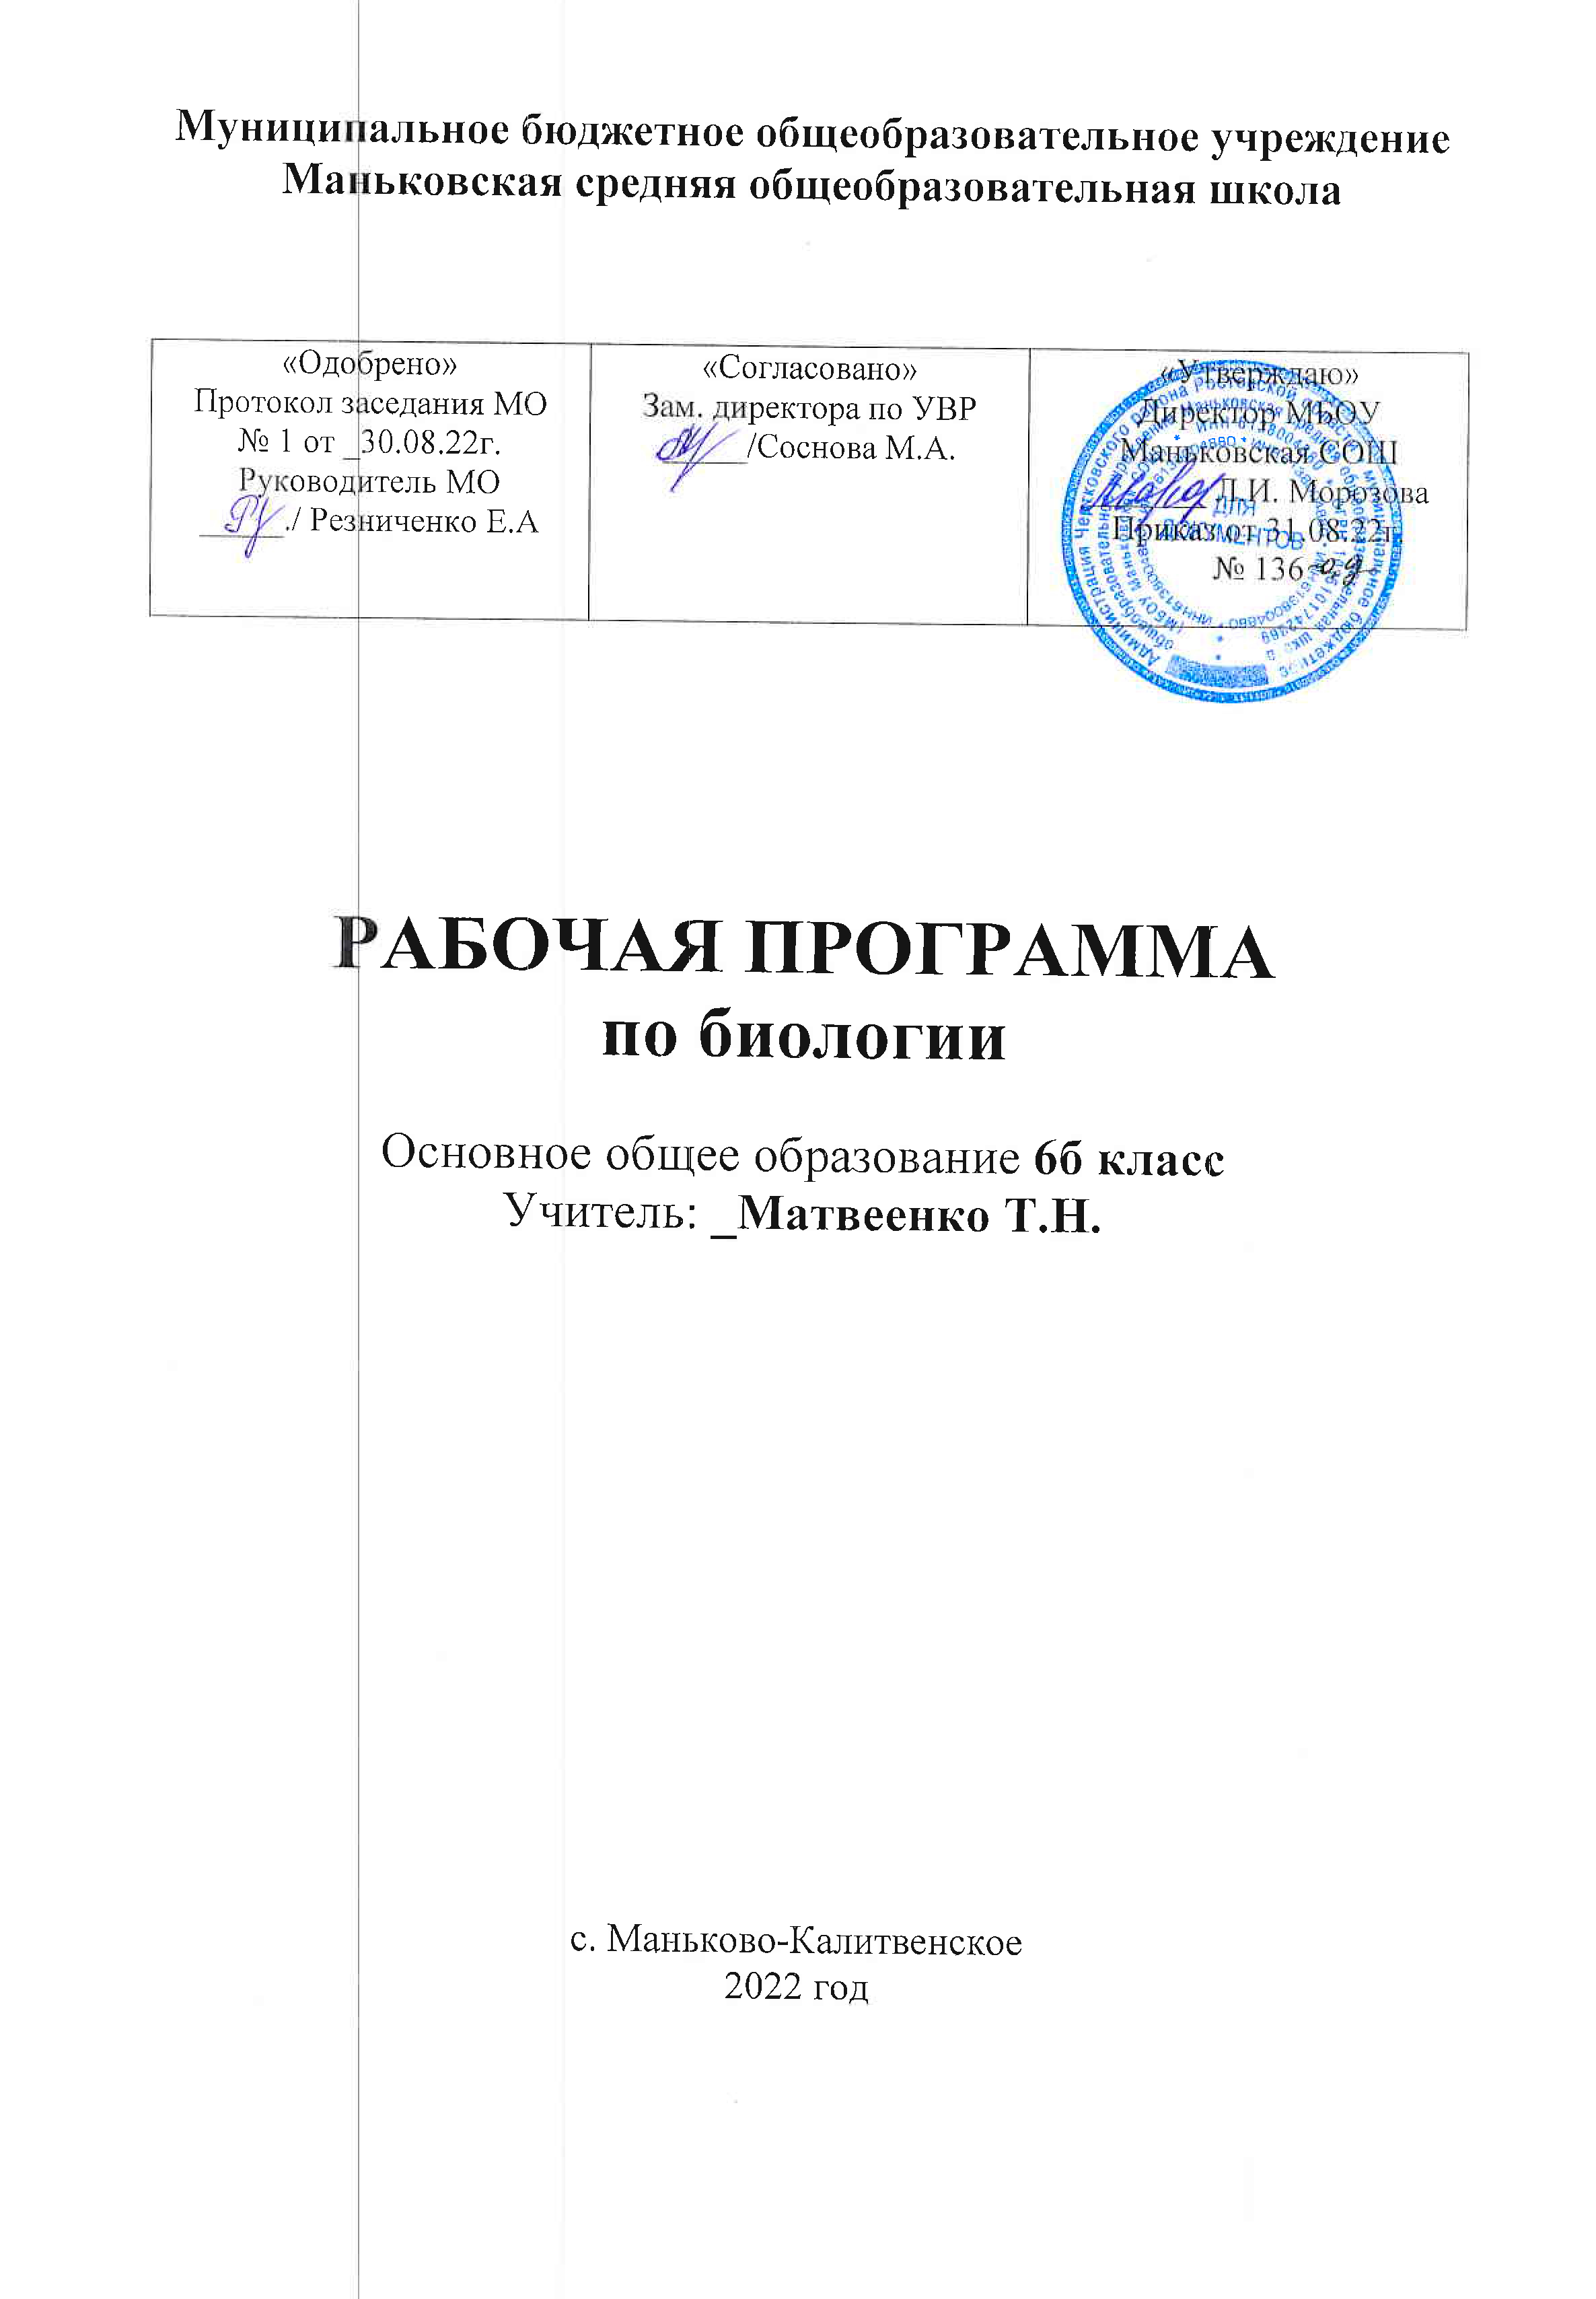 Муниципальное бюджетное общеобразовательное учреждение
Маньковская средняя общеобразовательная школа
«Одобрено»
Протокол заседания МО
№ 1 от _30.08.22г.
Руководитель МО
_____./ Резниченко Е.А
«Согласовано»
Зам. директора по УВР
_____/Соснова М.А.
«Утверждаю»
Директор МБОУ
Маньковская СОШ
Л.И. Морозова
Приказ от 31.08.22г.
№ 136-од
ДЛЯ
ДОКУМЕНТОВ
РАБОЧАЯ ПРОГРАММА
по биологии
Основное общее образование 6б класс
Учитель: _Матвеенко Т.Н.
с. Маньково-Калитвенское
2022 год